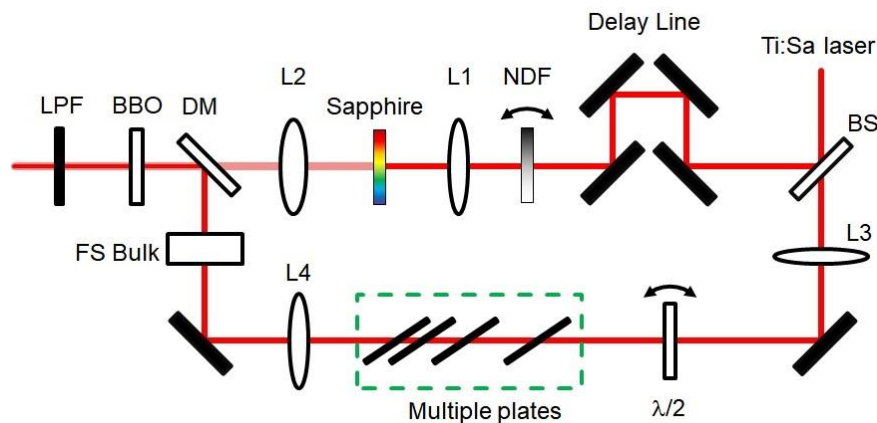 Delay Line
Ti:Sa laser
L2
L1
NDF
LPF
BBO
DM
Sapphire
BS
FS Bulk
L3
L4
Multiple plates
λ/2